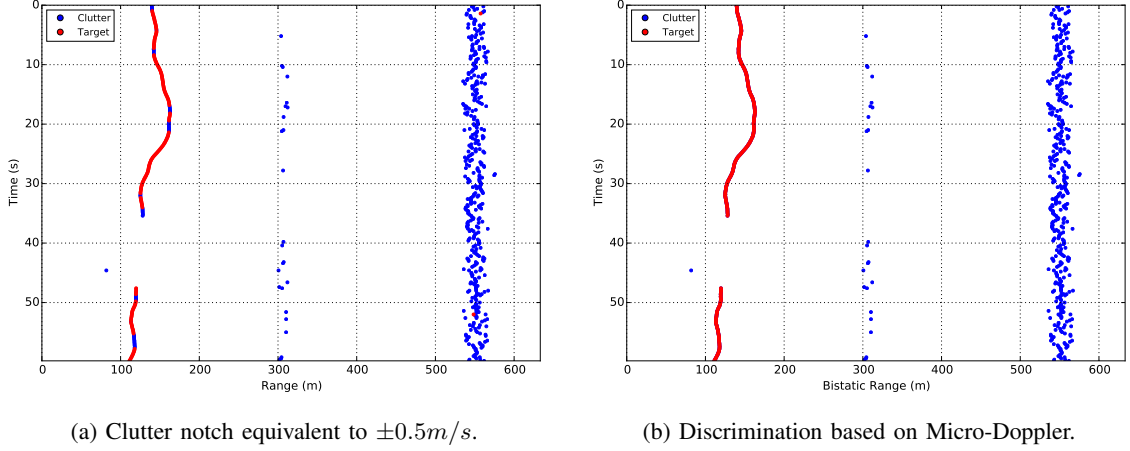 Clutter
Target
0
10
20
30
40
50
Time (s)
0 100 200 300 400 500 600
Range (m)
(a) Clutter notch equivalent to ±0.5m/s.
Clutter
Target
0
10
20
30
40
50
Time (s)
0 100 200 300 400 500 600
Bistatic Range (m)
(b) Discrimination based on Micro-Doppler.